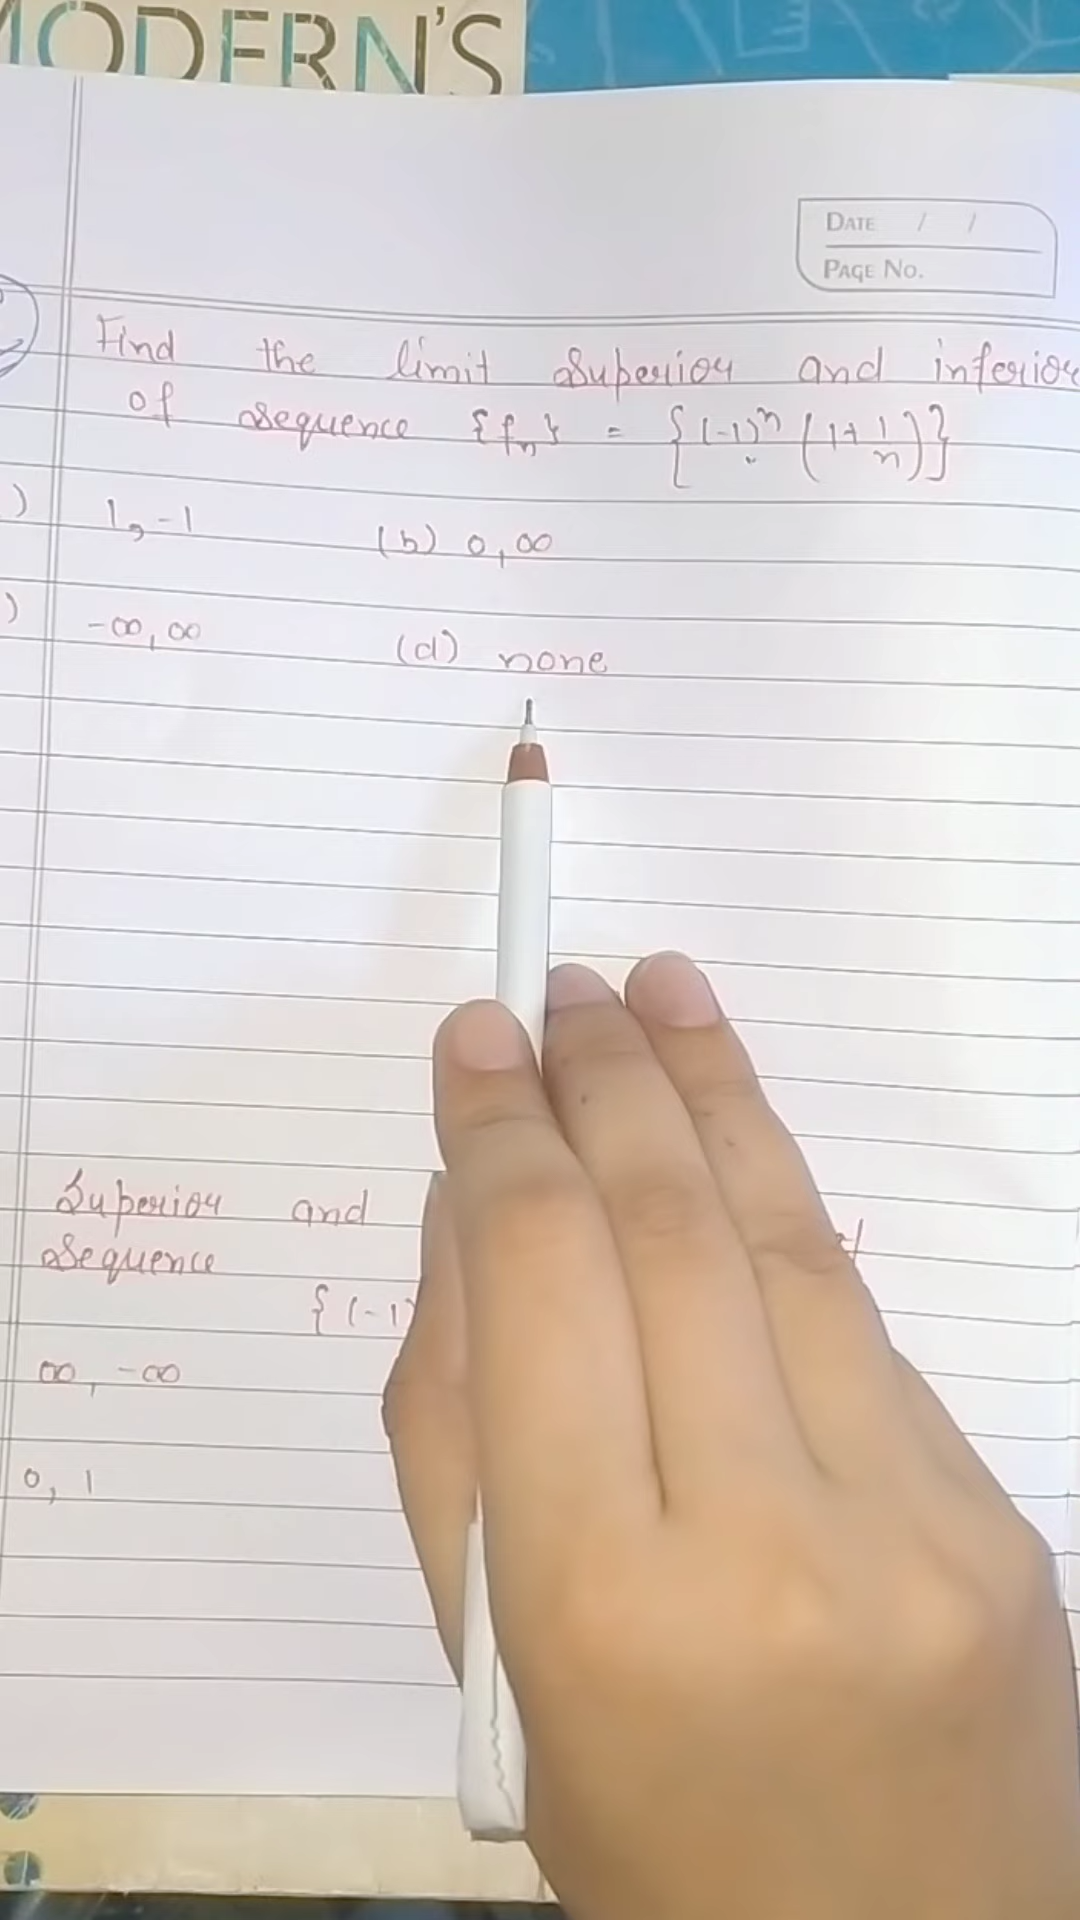 MODERN'S
DATE / /
PAGE NO.
Find the limit Superior and inferior
of sequence {fn} = {(-1)^n (1+1/n)}
) 1, -1 (b) 0, ∞
) -∞, ∞ (d) none
Superior and
Sequence
{(-1)
∞, -∞
0, 1